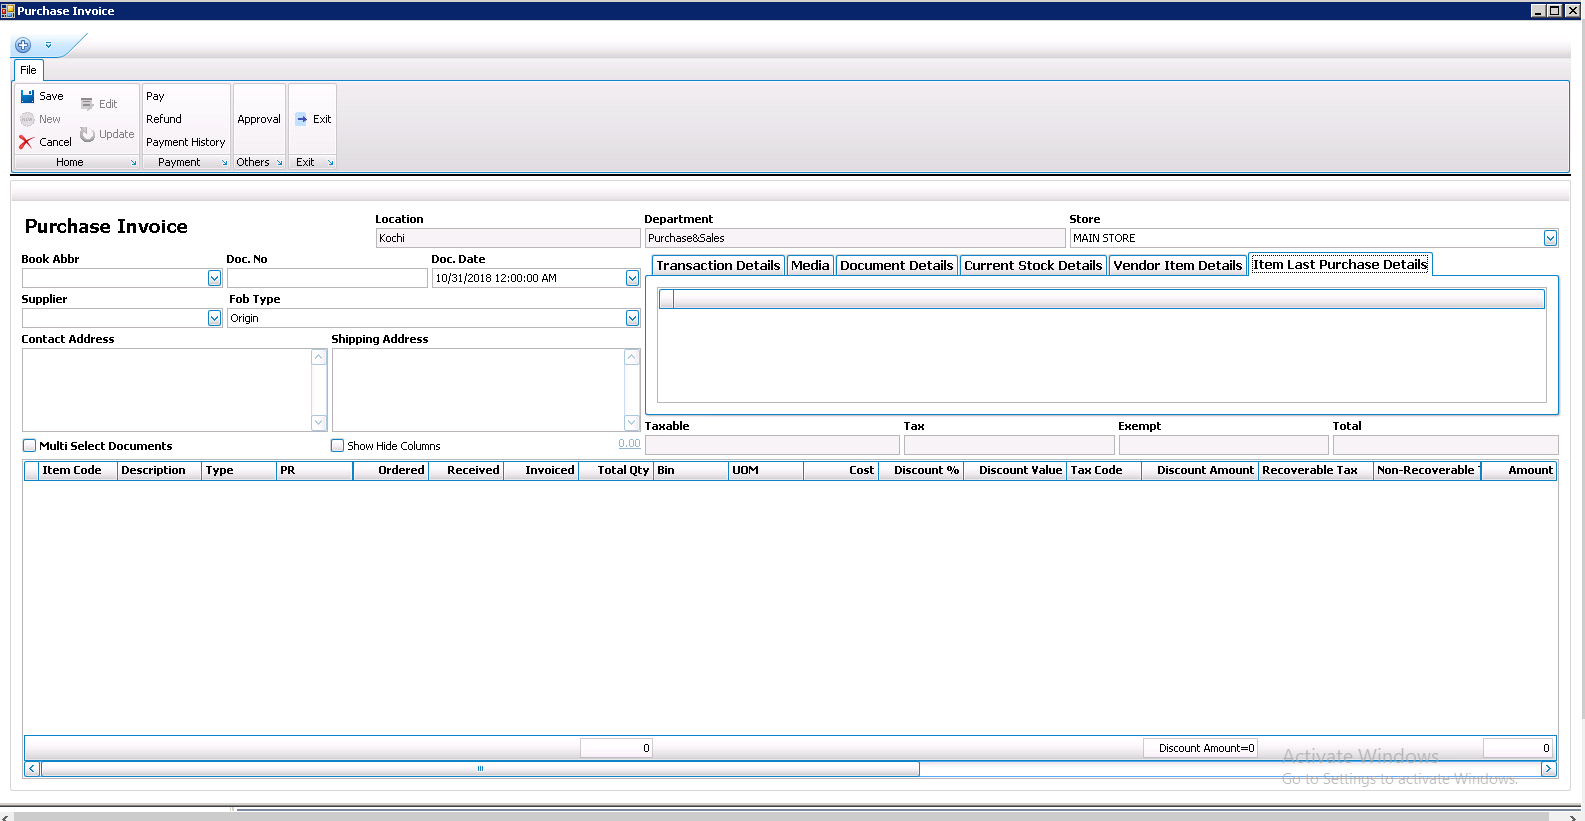 Purchase Invoice
File
Save
New
Cancel
Edit
Update
Home
Pay
Refund
Payment History
Payment
Approval
Others
Exit
Exit
Purchase Invoice
Location
Kochi
Department
Purchase&Sales
Store
MAIN STORE
Book Abbr
Doc. No
Doc. Date
10/31/2018 12:00:00 AM
Supplier
Fob Type
Origin
Contact Address
Shipping Address
Transaction Details
Media
Document Details
Current Stock Details
Vendor Item Details
Item Last Purchase Details
Multi Select Documents
Show Hide Columns
0.00
Taxable
Tax
Exempt
Total
Item Code Description Type PR Ordered Received Invoiced Total Qty Bin UOM Cost Discount % Discount Value Tax Code Discount Amount Recoverable Tax Non-Recoverable Amount
0
Discount Amount=0
0
Activate Windows
Go to Settings to activate Windows.